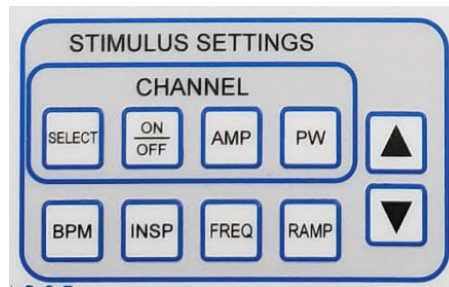 STIMULUS SETTINGS
CHANNEL
SELECT
ON
OFF
AMP
PW
BPM
INSP
FREQ
RAMP